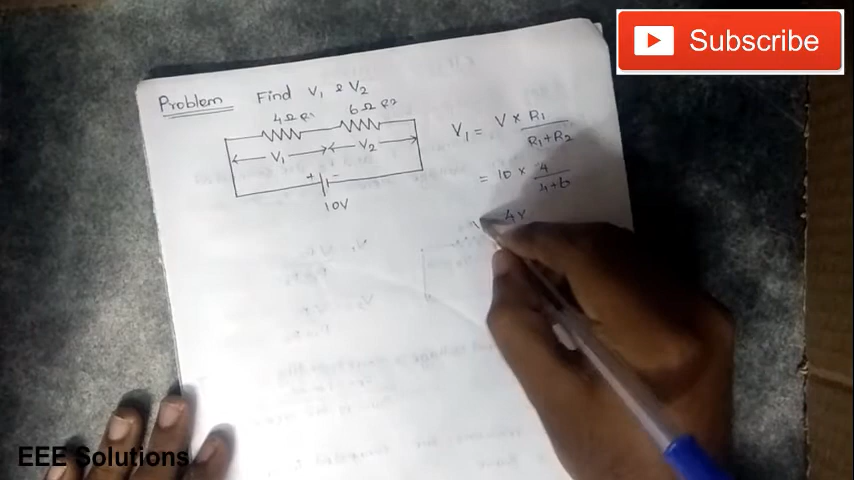 Subscribe
Problem Find V₁ & V₂
4Ω R1 6Ω R2
V₁ V₂
+ -
10V
V₁ = V × R₁ / R₁+R₂
= 10 × 4 / 4+6
4V
EEE Solutions